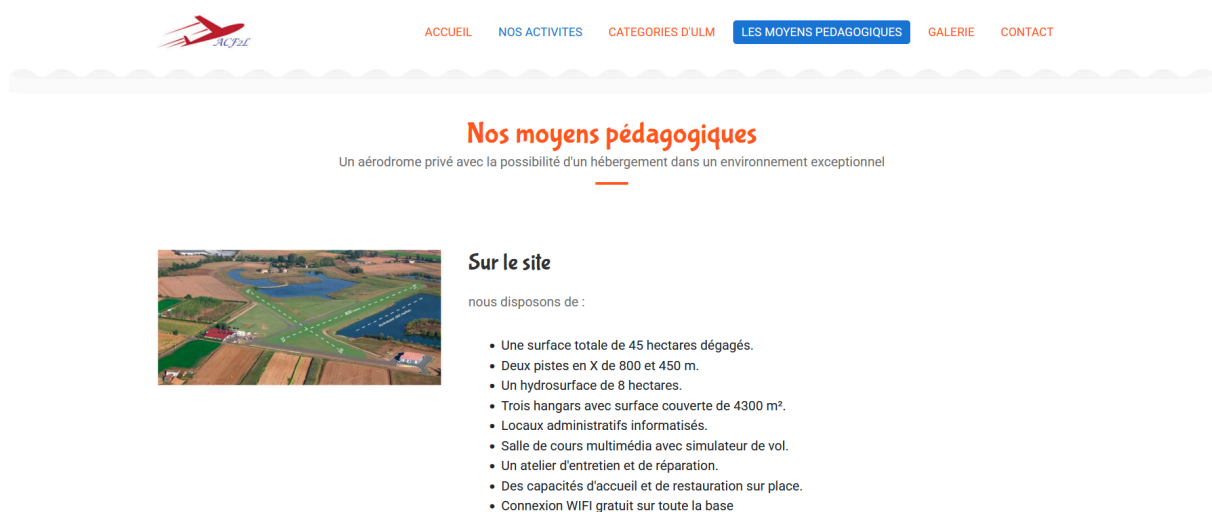 ACF2L
ACCUEIL NOS ACTIVITES CATEGORIES D'ULM LES MOYENS PEDAGOGIQUES GALERIE CONTACT
Nos moyens pédagogiques
Un aérodrome privé avec la possibilité d'un hébergement dans un environnement exceptionnel
Sur le site
nous disposons de :
• Une surface totale de 45 hectares dégagés.
• Deux pistes en X de 800 et 450 m.
• Un hydrosurface de 8 hectares.
• Trois hangars avec surface couverte de 4300 m².
• Locaux administratifs informatisés.
• Salle de cours multimédia avec simulateur de vol.
• Un atelier d'entretien et de réparation.
• Des capacités d'accueil et de restauration sur place.
• Connexion WIFI gratuit sur toute la base